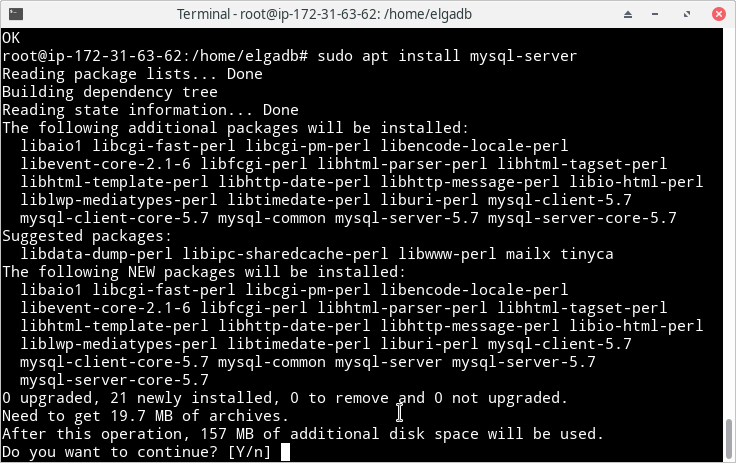 Terminal - root@ip-172-31-63-62: /home/elgadb
OK
root@ip-172-31-63-62:/home/elgadb# sudo apt install mysql-server
Reading package lists... Done
Building dependency tree
Reading state information... Done
The following additional packages will be installed:
  libaio1 libcgi-fast-perl libcgi-pm-perl libencode-locale-perl
  libevent-core-2.1-6 libfcgi-perl libhtml-parser-perl libhtml-tagset-perl
  libhtml-template-perl libhttp-date-perl libhttp-message-perl libio-html-perl
  liblwp-mediatypes-perl libtimedate-perl liburi-perl mysql-client-5.7
  mysql-client-core-5.7 mysql-common mysql-server-5.7 mysql-server-core-5.7
Suggested packages:
  libdata-dump-perl libipc-sharedcache-perl libwww-perl mailx tinyca
The following NEW packages will be installed:
  libaio1 libcgi-fast-perl libcgi-pm-perl libencode-locale-perl
  libevent-core-2.1-6 libfcgi-perl libhtml-parser-perl libhtml-tagset-perl
  libhtml-template-perl libhttp-date-perl libhttp-message-perl libio-html-perl
  liblwp-mediatypes-perl libtimedate-perl liburi-perl mysql-client-5.7
  mysql-client-core-5.7 mysql-common mysql-server mysql-server-5.7
  mysql-server-core-5.7
0 upgraded, 21 newly installed, 0 to remove and 0 not upgraded.
Need to get 19.7 MB of archives.
After this operation, 157 MB of additional disk space will be used.
Do you want to continue? [Y/n]